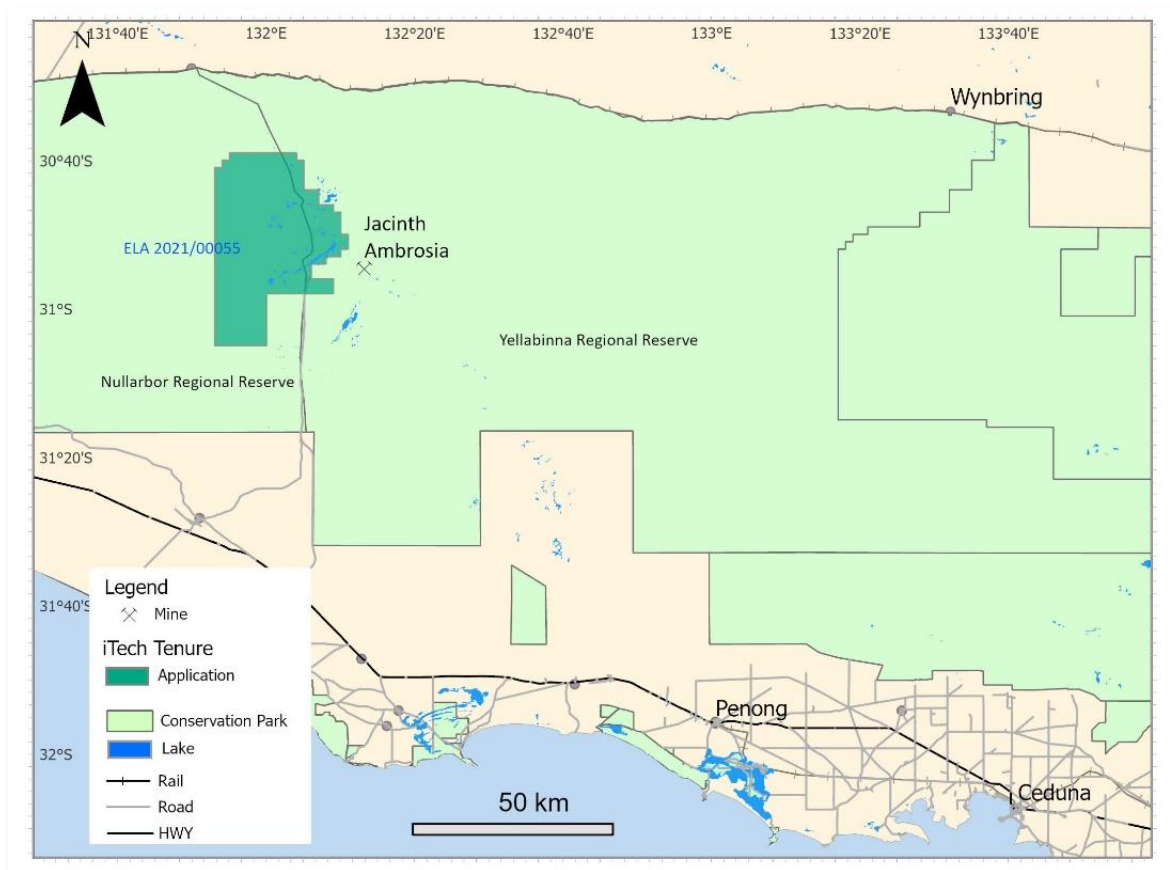 N
131°40'E
132°E
132°20'E
132°40'E
133°E
133°20'E
133°40'E
Wynbring
30°40'S
Jacinth
Ambrosia
ELA 2021/00055
31°S
Yellabinna Regional Reserve
Nullarbor Regional Reserve
31°20'S
31°40'S
Legend
Mine
iTech Tenure
Application
Conservation Park
Lake
Rail
Road
HWY
Penong
32°S
50 km
Ceduna